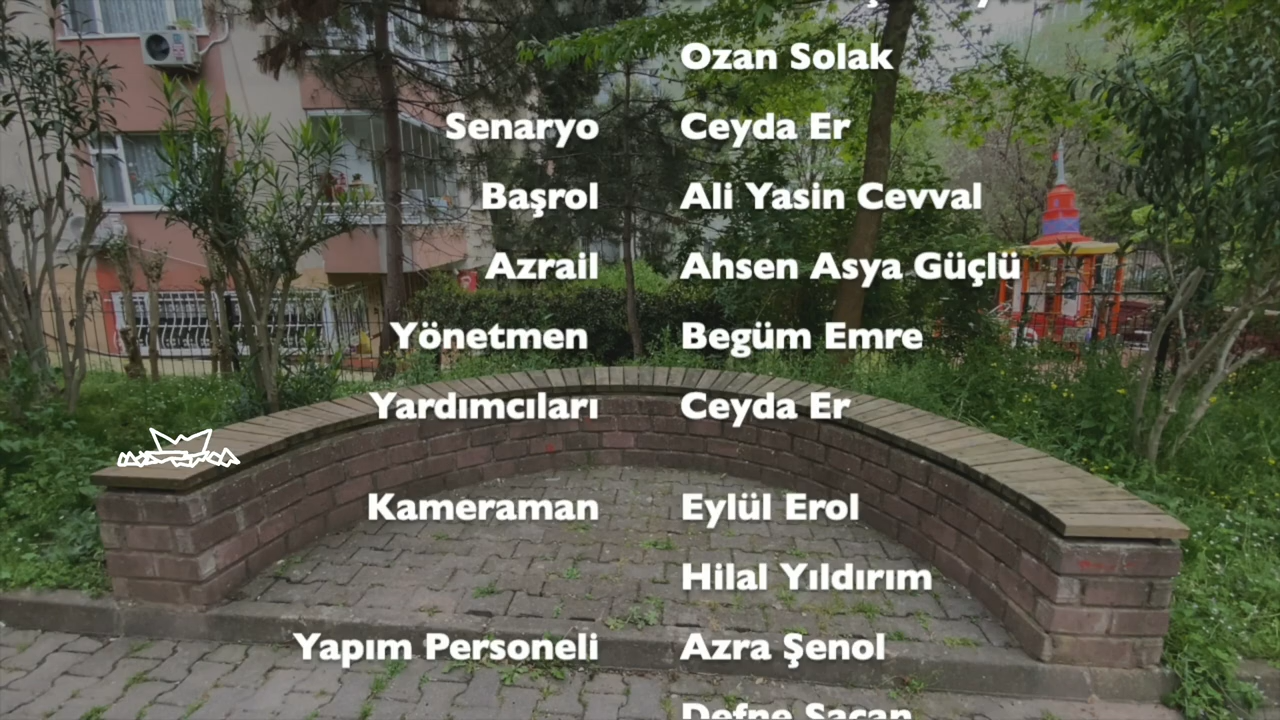 Ozan Solak
Senaryo Ceyda Er
Başrol Ali Yasin Cevval
Azrail Ahsen Asya Güçlü
Yönetmen Begüm Emre
Yardımcıları Ceyda Er
Kameraman Eylül Erol
Hilal Yıldırım
Yapım Personeli Azra Şenol